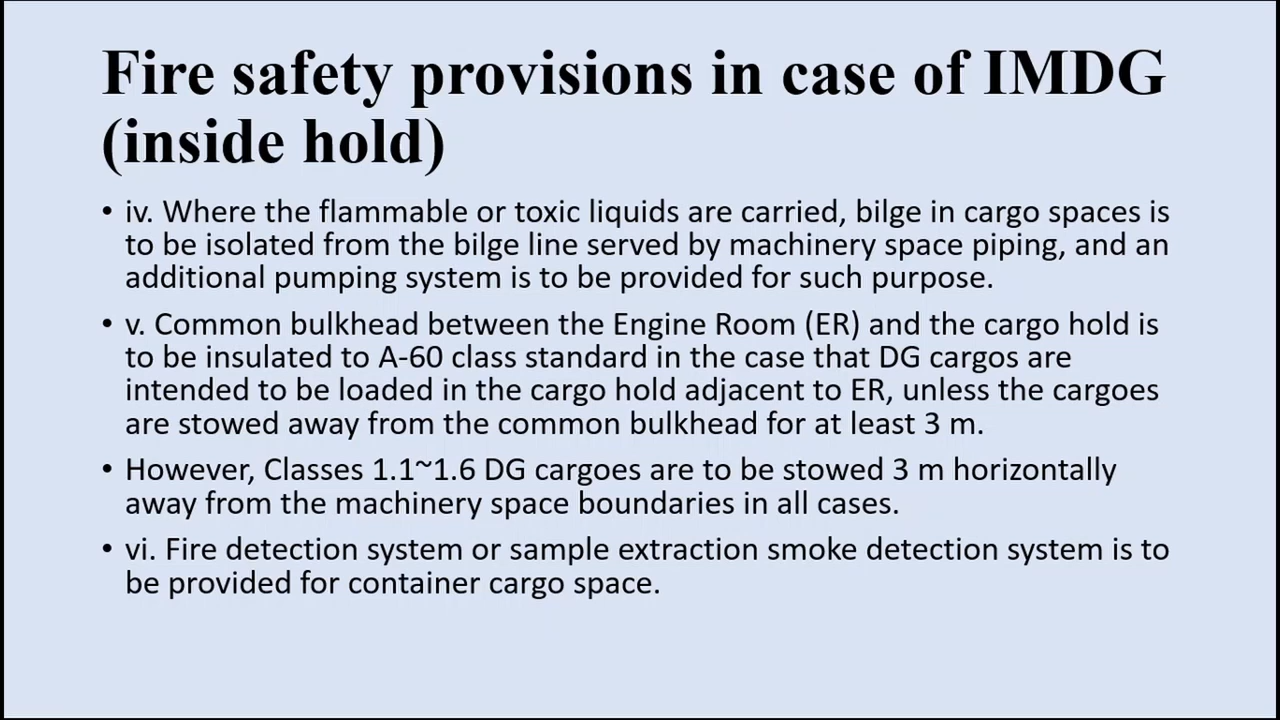 Fire safety provisions in case of IMDG
(inside hold)
• iv. Where the flammable or toxic liquids are carried, bilge in cargo spaces is
to be isolated from the bilge line served by machinery space piping, and an
additional pumping system is to be provided for such purpose.
• v. Common bulkhead between the Engine Room (ER) and the cargo hold is
to be insulated to A-60 class standard in the case that DG cargos are
intended to be loaded in the cargo hold adjacent to ER, unless the cargoes
are stowed away from the common bulkhead for at least 3 m.
• However, Classes 1.1~1.6 DG cargoes are to be stowed 3 m horizontally
away from the machinery space boundaries in all cases.
• vi. Fire detection system or sample extraction smoke detection system is to
be provided for container cargo space.